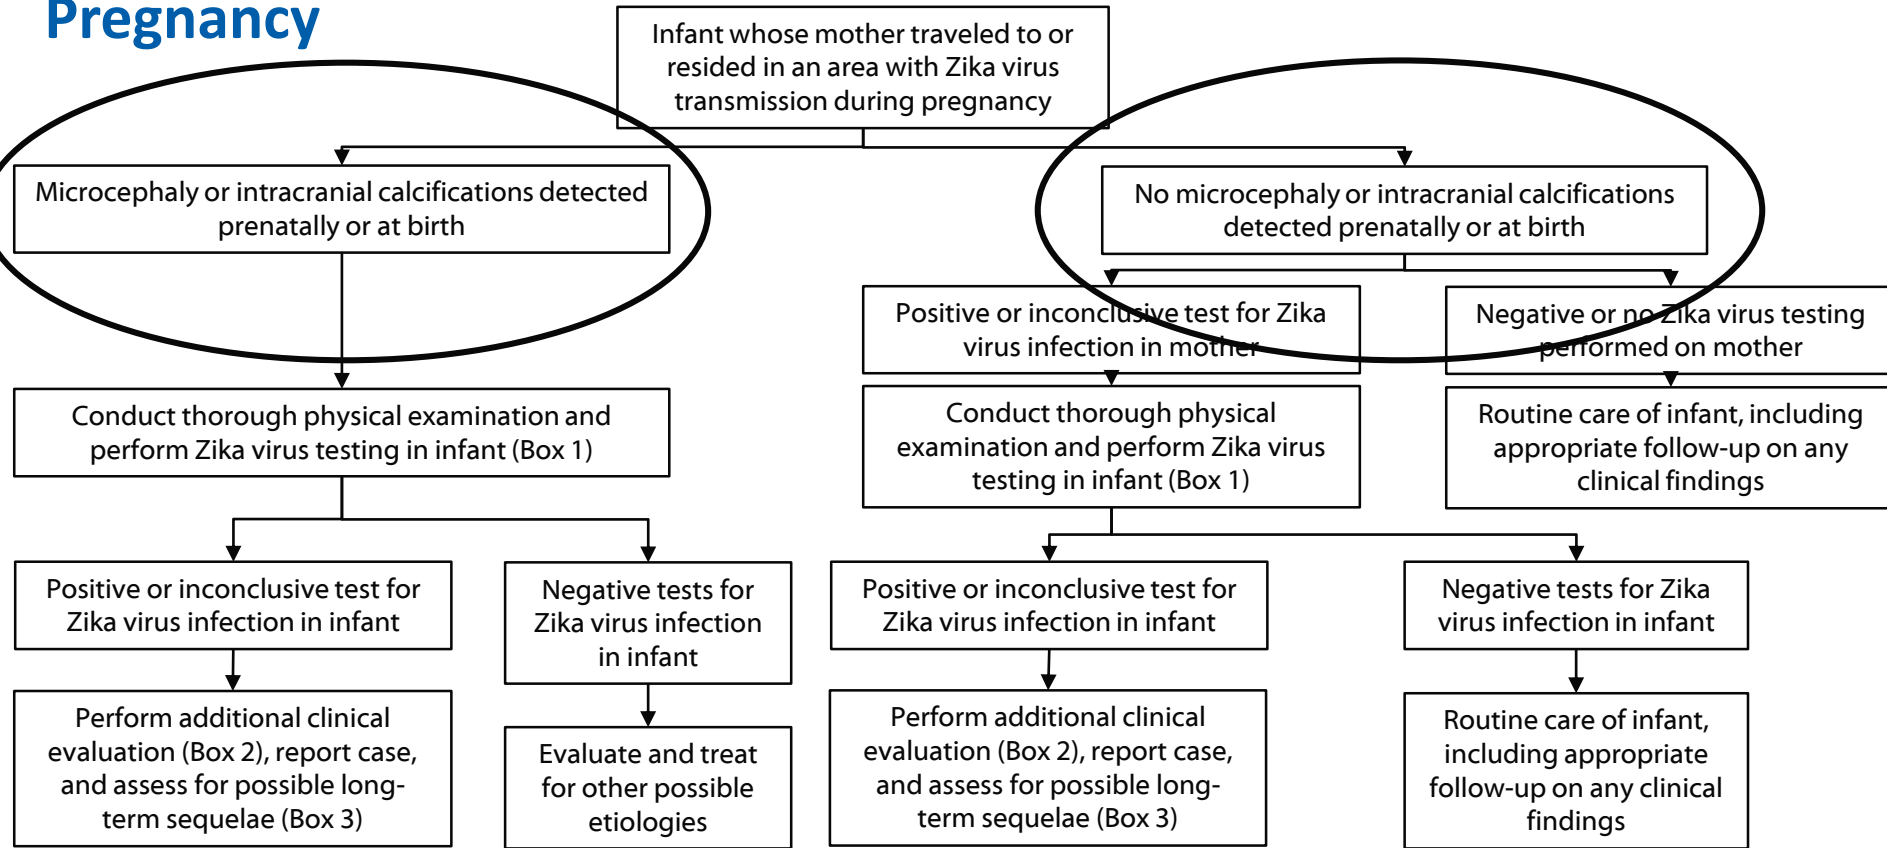 Pregnancy
Infant whose mother traveled to or
resided in an area with Zika virus
transmission during pregnancy
Microcephaly or intracranial calcifications detected
prenatally or at birth
No microcephaly or intracranial calcifications
detected prenatally or at birth
Positive or inconclusive test for Zika
virus infection in mother
Negative or no Zika virus testing
performed on mother
Conduct thorough physical examination and
perform Zika virus testing in infant (Box 1)
Conduct thorough physical
examination and perform Zika virus
testing in infant (Box 1)
Routine care of infant, including
appropriate follow-up on any
clinical findings
Positive or inconclusive test for
Zika virus infection in infant
Negative tests for
Zika virus infection
in infant
Positive or inconclusive test for
Zika virus infection in infant
Negative tests for Zika
virus infection in infant
Perform additional clinical
evaluation (Box 2), report case,
and assess for possible long-
term sequelae (Box 3)
Evaluate and treat
for other possible
etiologies
Perform additional clinical
evaluation (Box 2), report case,
and assess for possible long-
term sequelae (Box 3)
Routine care of infant,
including appropriate
follow-up on any clinical
findings